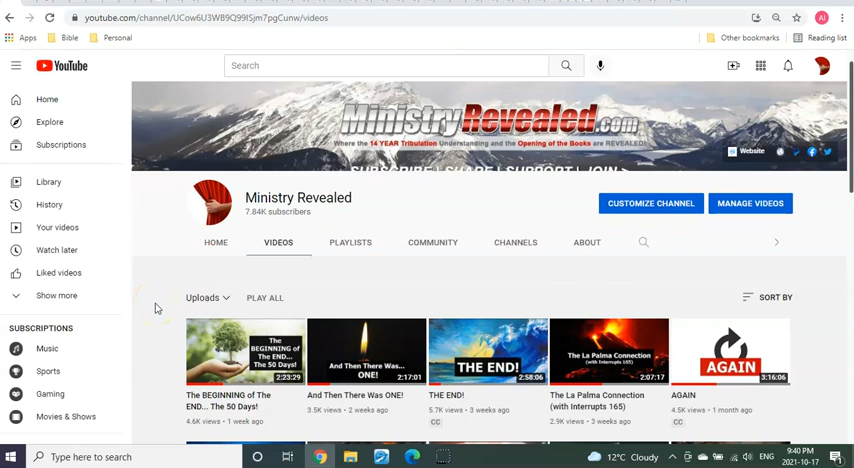 youtube.com/channel/UCow6U3WB9Q99ISjm7pgCunw/videos
AI
Apps Bible Personal Other bookmarks Reading list
YouTube
Search
Home
Explore
Subscriptions
Library
History
Your videos
Watch later
Liked videos
Show more
SUBSCRIPTIONS
Music
Sports
Gaming
Movies & Shows
MinistryRevealed.com
Where the 14 YEAR Tribulation Understanding and the Opening of the Books are REVEALED!
SUBSCRIBE | SHARE | SUPPORT | JOIN
Website
Ministry Revealed
7.84K subscribers
CUSTOMIZE CHANNEL MANAGE VIDEOS
HOME VIDEOS PLAYLISTS COMMUNITY CHANNELS ABOUT
Uploads PLAY ALL SORT BY
The
BEGINNING of
The END...
The 50 Days!
2:23:29
The BEGINNING of The
END... The 50 Days!
4.6K views • 1 week ago
And Then There Was...
ONE!
2:17:01
And Then There Was ONE!
3.5K views • 2 weeks ago
THE END!
2:58:06
THE END!
5.7K views • 3 weeks ago
CC
The La Palma Connection
(with Interrupts 165)
2:07:17
The La Palma Connection
(with Interrupts 165)
2.9K views • 3 weeks ago
AGAIN
3:16:06
AGAIN
4.5K views • 1 month ago
CC
Type here to search
12°C Cloudy
ENG
9:40 PM
2021-10-17